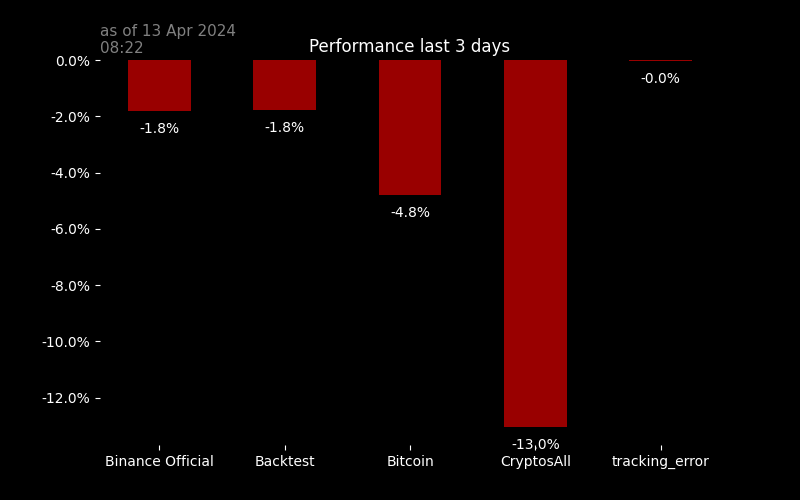 as of 13 Apr 2024
08:22
Performance last 3 days
0.0%
-2.0%
-4.0%
-6.0%
-8.0%
-10.0%
-12.0%
-1.8%
-1.8%
-4.8%
-13.0%
-0.0%
Binance Official
Backtest
Bitcoin
CryptosAll
tracking_error